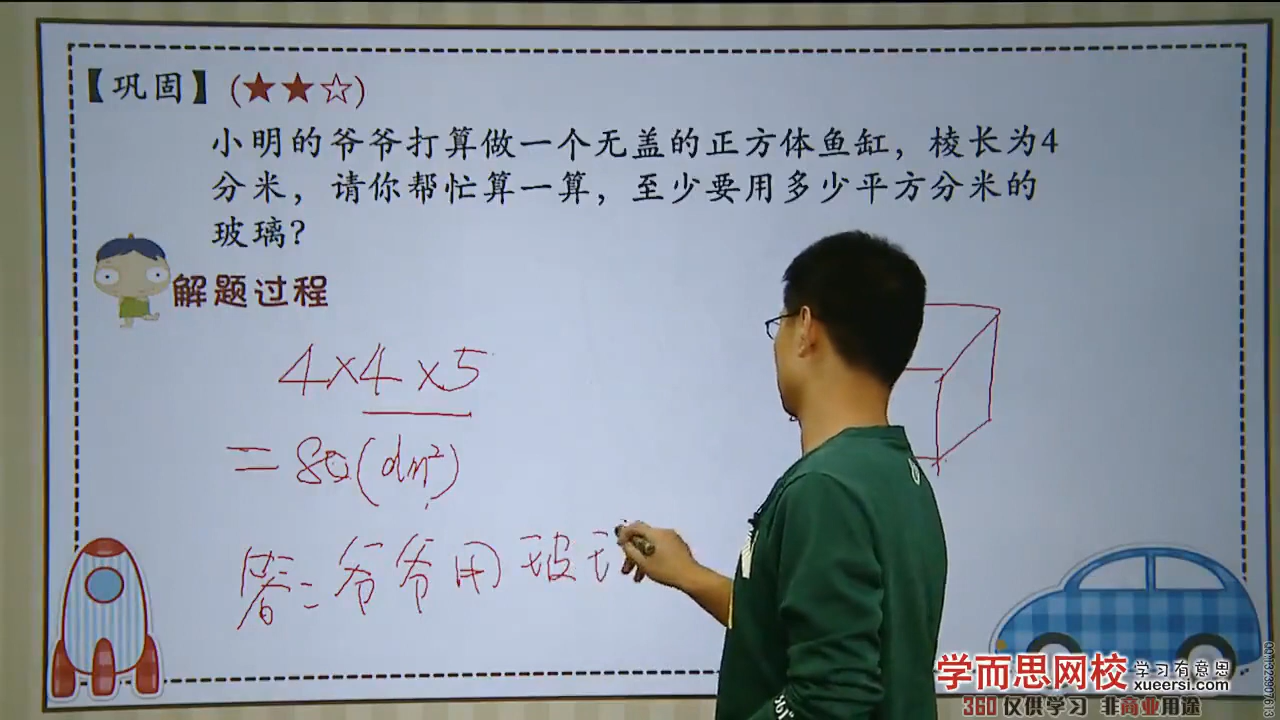 【巩固】(★★☆)
小明的爷爷打算做一个无盖的正方体鱼缸，棱长为4
分米，请你帮忙算一算，至少要用多少平方分米的
玻璃？
解题过程
4×4×5
=80(dm²)
答：爷爷用玻
学而思网校 学习有意思
xueersi.com
360 仅供学习 非商业用途